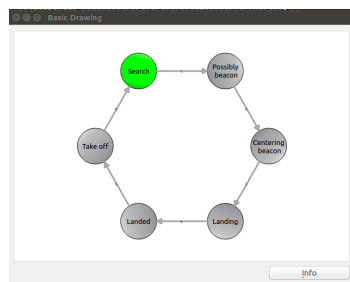 Basic Drawing
Search
Possibly
beacon
Take off
Centering
beacon
Landed
Landing
Info